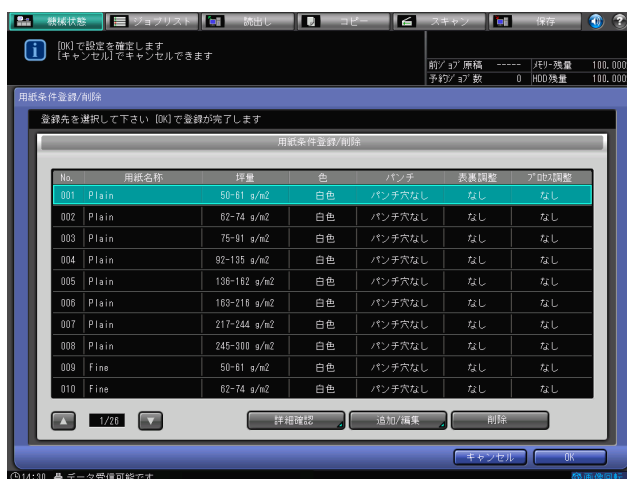 機械状態 ジョブリスト 読出し コピー スキャン 保存
[OK]で設定を確定します
[キャンセル]でキャンセルできます
前ジョブ原稿 ----- メモリー残量 100.000
予約ジョブ数 0 HDD残量 100.000
用紙条件登録/削除
登録先を選択して下さい [OK]で登録が完了します
用紙条件登録/削除
No. 用紙名称 坪量 色 パンチ 表裏調整 プロセス調整
001 Plain 50-61 g/m2 白色 パンチ穴なし なし なし
002 Plain 62-74 g/m2 白色 パンチ穴なし なし なし
003 Plain 75-91 g/m2 白色 パンチ穴なし なし なし
004 Plain 92-135 g/m2 白色 パンチ穴なし なし なし
005 Plain 136-162 g/m2 白色 パンチ穴なし なし なし
006 Plain 163-216 g/m2 白色 パンチ穴なし なし なし
007 Plain 217-244 g/m2 白色 パンチ穴なし なし なし
008 Plain 245-300 g/m2 白色 パンチ穴なし なし なし
009 Fine 50-61 g/m2 白色 パンチ穴なし なし なし
010 Fine 62-74 g/m2 白色 パンチ穴なし なし なし
1/26 詳細確認 追加/編集 削除
キャンセル OK
14:30 データ受信可能です 画像回転